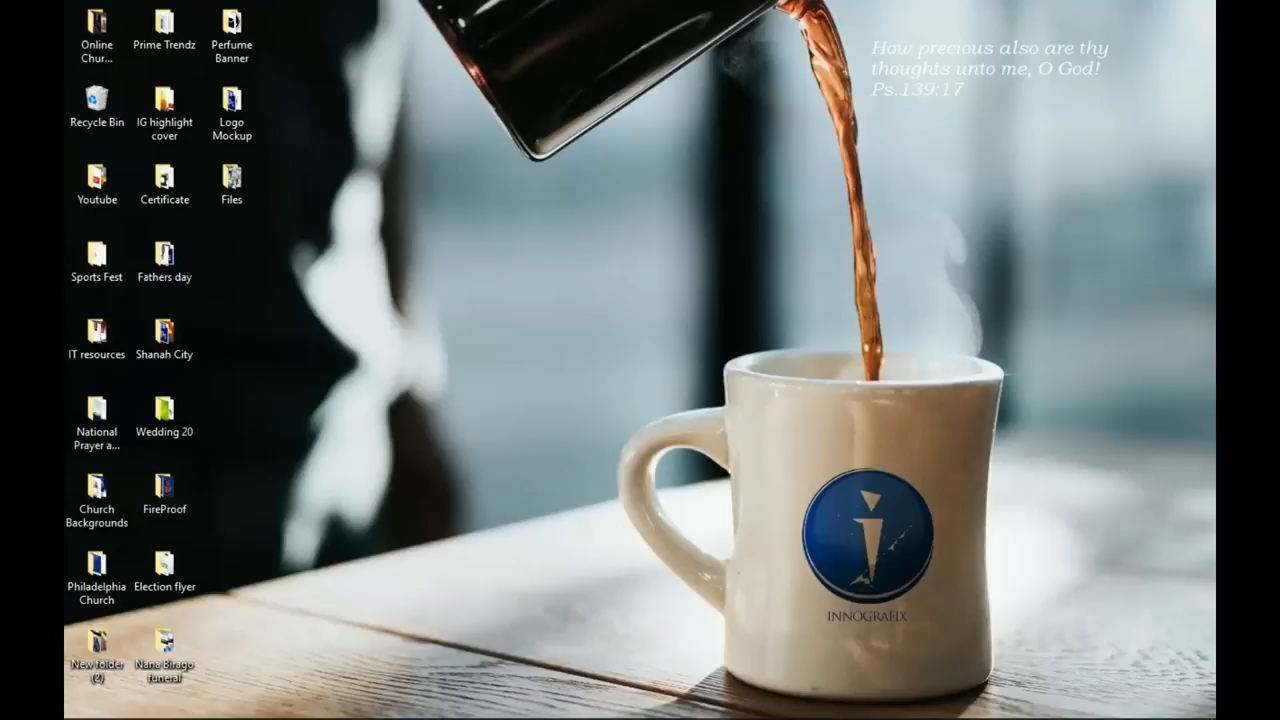 Online
Chur...
Prime Trendz
Perfume
Banner
Recycle Bin
IG highlight
cover
Logo
Mockup
Youtube
Certificate
Files
Sports Fest
Fathers day
IT resources
Shanah City
National
Prayer a...
Wedding 20
Church
Backgrounds
FireProof
Philadelphia
Church
Election flyer
New folder
(2)
Nana Birago
funeral
How precious also are thy
thoughts unto me, O God!
Ps.139:17
INNOGRAFIX